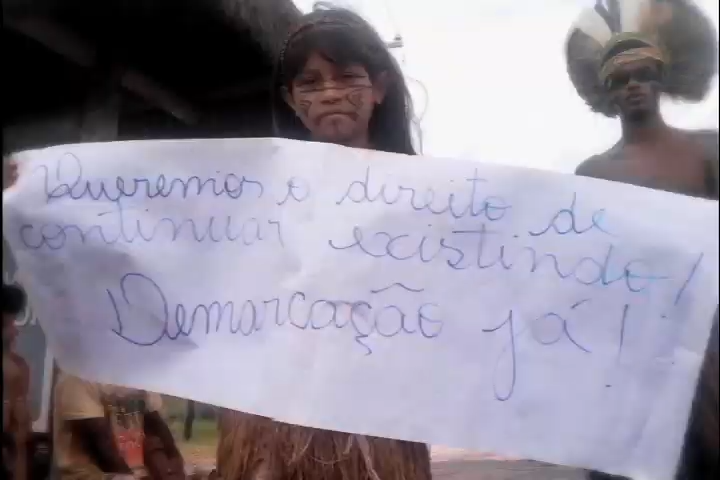 Queremos o direito de
continuar existindo!
Demarcação já!